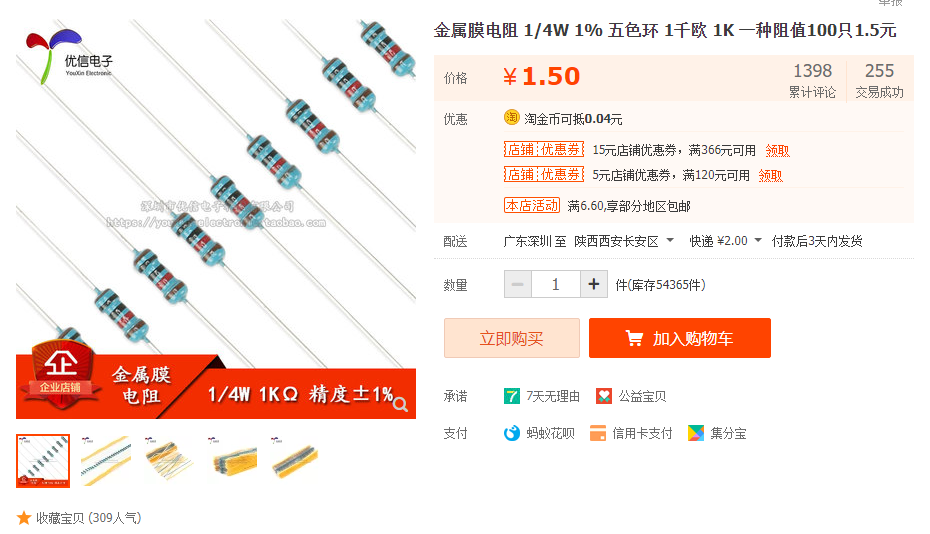 举报
优信电子
YouXin Electronic
深圳市优信电子科技有限公司
金属膜
电阻
1/4W 1KΩ 精度±1%
企
企业店铺
收藏宝贝 (309人气)
金属膜电阻 1/4W 1% 五色环 1千欧 1K 一种阻值100只1.5元
价格 ¥1.50 1398 255
累计评论 交易成功
优惠 淘 淘金币可抵0.04元
店铺 优惠券 15元店铺优惠券，满366元可用 领取
店铺 优惠券 5元店铺优惠券，满120元可用 领取
本店活动 满6.60,享部分地区包邮
配送 广东深圳 至 陕西西安长安区 快递 ¥2.00 付款后3天内发货
数量 1 件(库存54365件)
立即购买 加入购物车
承诺 7 7天无理由 公益宝贝
支付 蚂蚁花呗 信用卡支付 集分宝